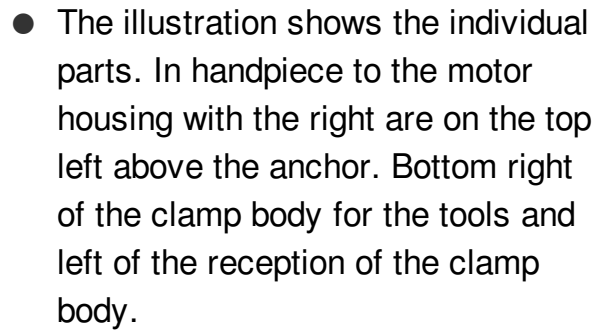 ● The illustration shows the individual
parts. In handpiece to the motor
housing with the right are on the top
left above the anchor. Bottom right
of the clamp body for the tools and
left of the reception of the clamp
body.